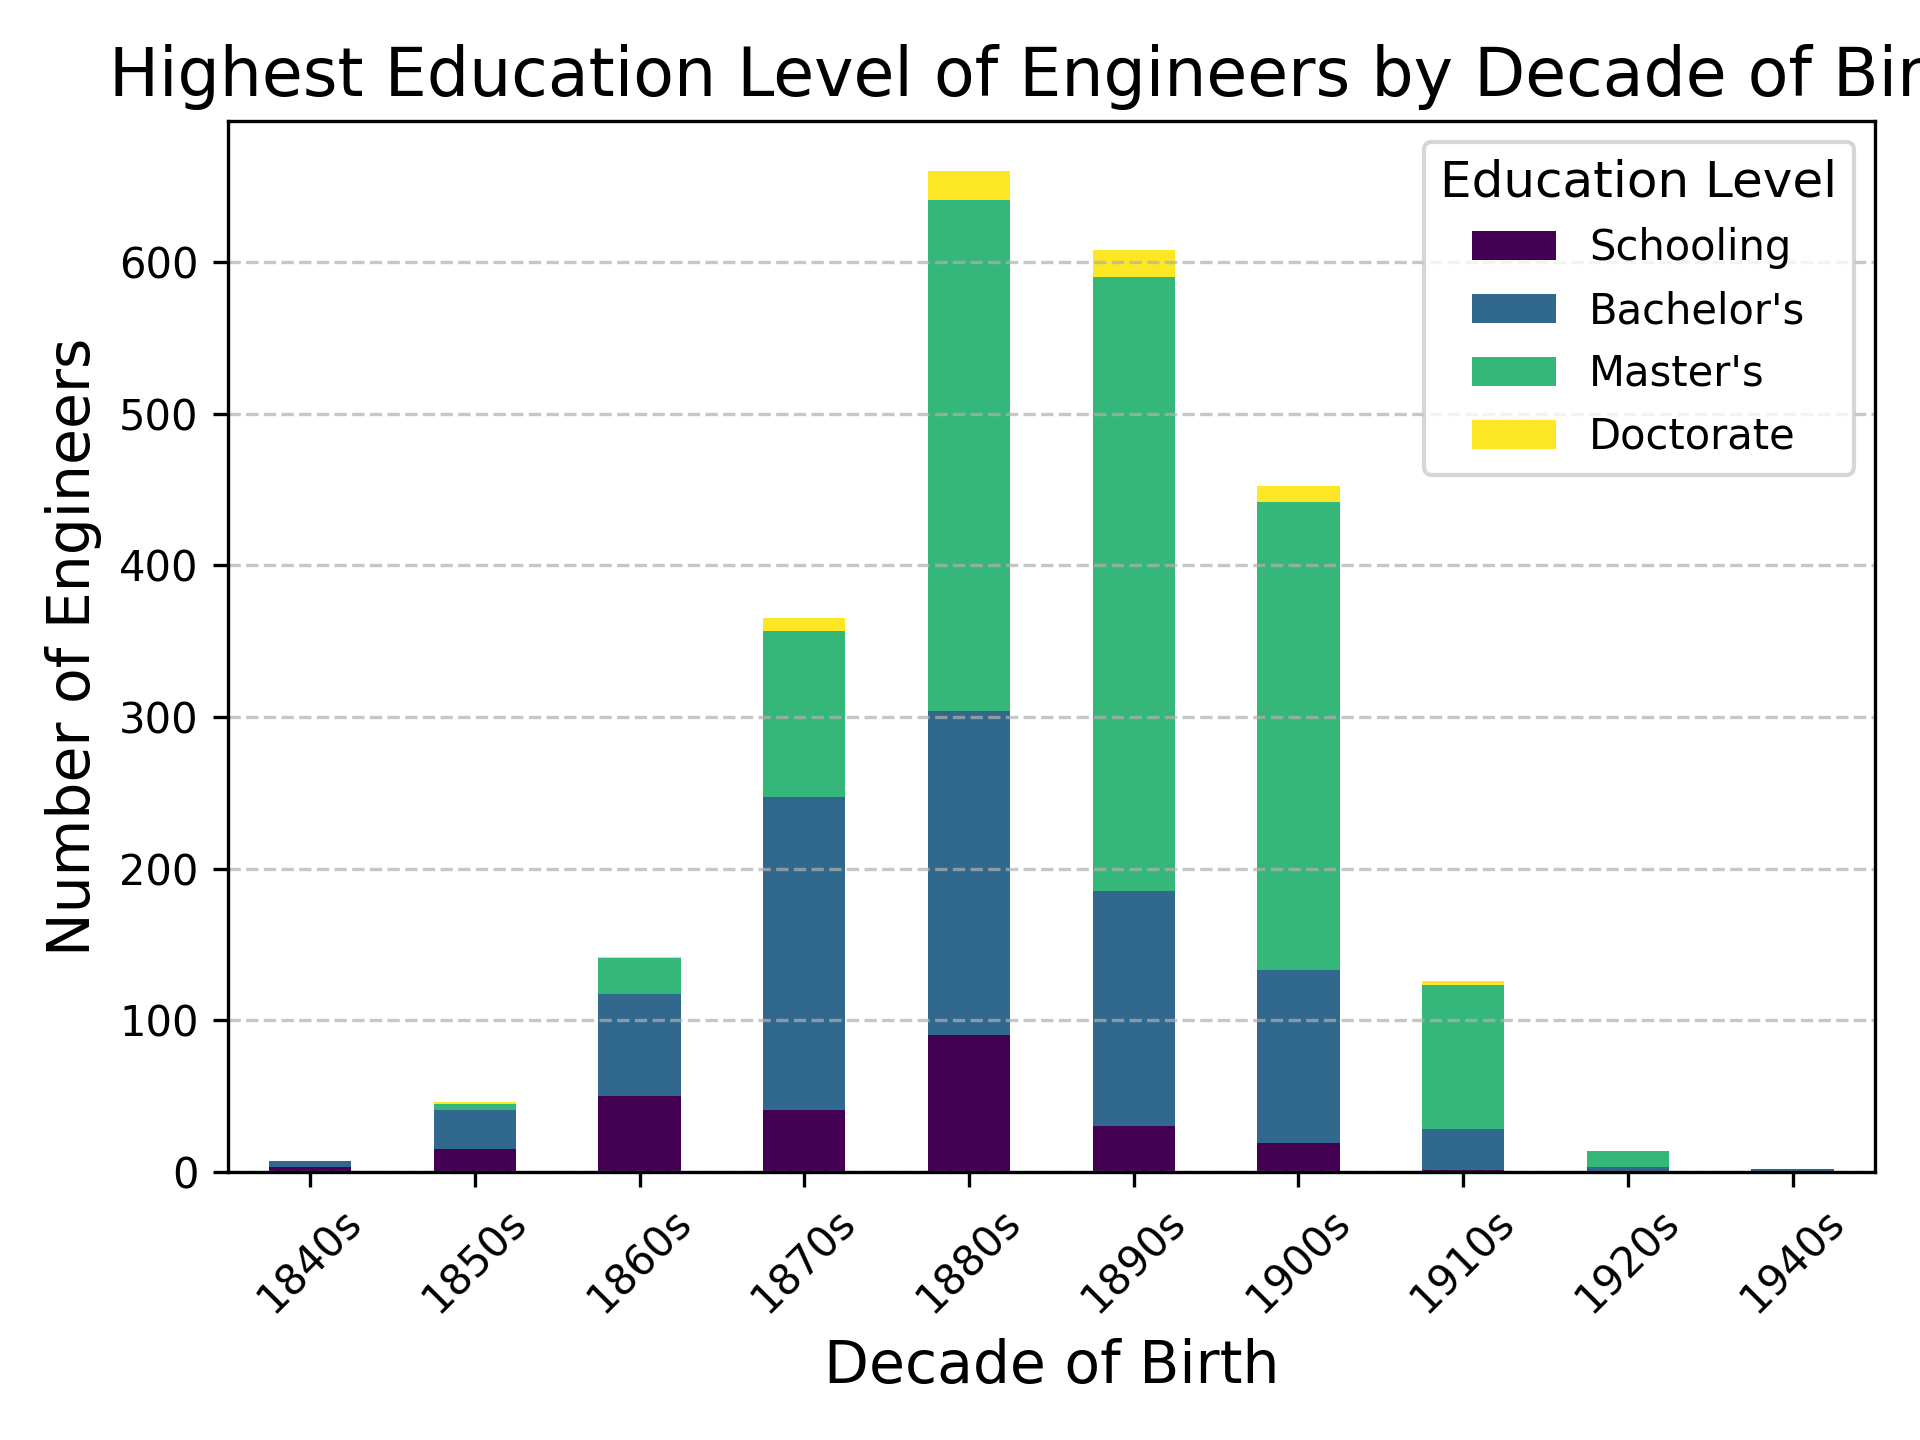 Highest Education Level of Engineers by Decade of Bir
Education Level
Schooling
Bachelor's
Master's
Doctorate
Number of Engineers
600
500
400
300
200
100
0
1840s
1850s
1860s
1870s
1880s
1890s
1900s
1910s
1920s
1940s
Decade of Birth